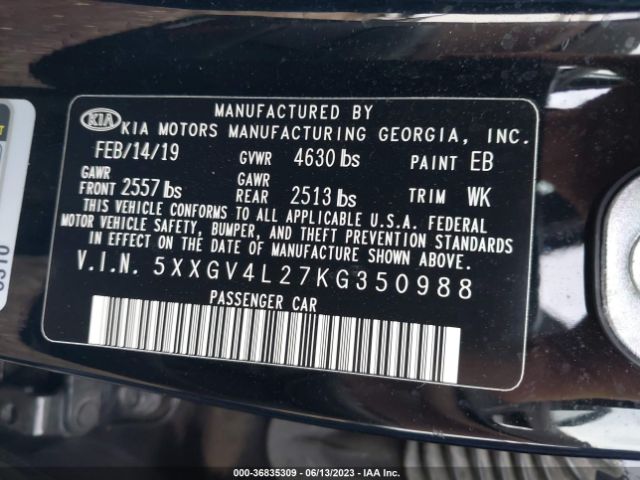 MANUFACTURED BY
KIA KIA MOTORS MANUFACTURING GEORGIA, INC.
FEB/14/19 GVWR 4630 lbs PAINT EB
GAWR GAWR
FRONT 2557 lbs REAR 2513 lbs TRIM WK
THIS VEHICLE CONFORMS TO ALL APPLICABLE U.S.A. FEDERAL
MOTOR VEHICLE SAFETY, BUMPER, AND THEFT PREVENTION STANDARDS
IN EFFECT ON THE DATE OF MANUFACTURE SHOWN ABOVE.
V.I.N. 5XXGV4L27KG350988
PASSENGER CAR
000-36835309 | 06/13/2023 | IAA Inc.